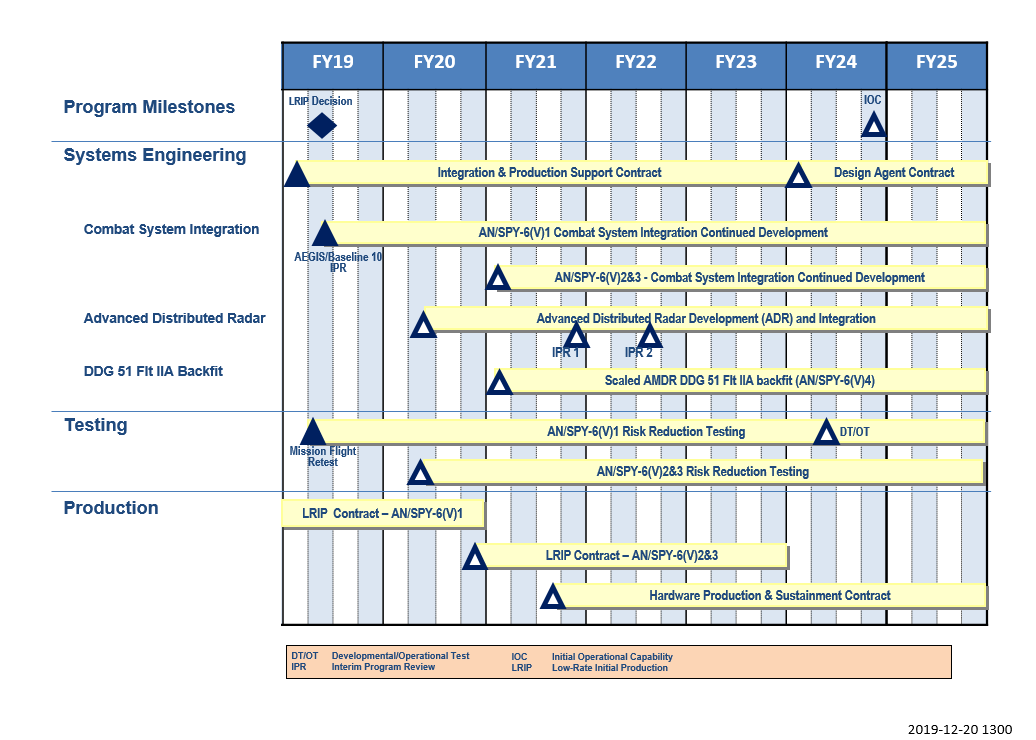 FY19 FY20 FY21 FY22 FY23 FY24 FY25
Program Milestones
LRIP Decision
IOC
Systems Engineering
Integration & Production Support Contract
Design Agent Contract
Combat System Integration
AN/SPY-6(V)1 Combat System Integration Continued Development
AEGIS/Baseline 10
IPR
AN/SPY-6(V)2&3 - Combat System Integration Continued Development
Advanced Distributed Radar
Advanced Distributed Radar Development (ADR) and Integration
IPR 1
IPR 2
DDG 51 Flt IIA Backfit
Scaled AMDR DDG 51 Flt IIA backfit (AN/SPY-6(V)4)
Testing
AN/SPY-6(V)1 Risk Reduction Testing
DT/OT
Mission Flight
Retest
AN/SPY-6(V)2&3 Risk Reduction Testing
Production
LRIP Contract – AN/SPY-6(V)1
LRIP Contract – AN/SPY-6(V)2&3
Hardware Production & Sustainment Contract
DT/OT Developmental/Operational Test IOC Initial Operational Capability
IPR Interim Program Review LRIP Low-Rate Initial Production
2019-12-20 1300